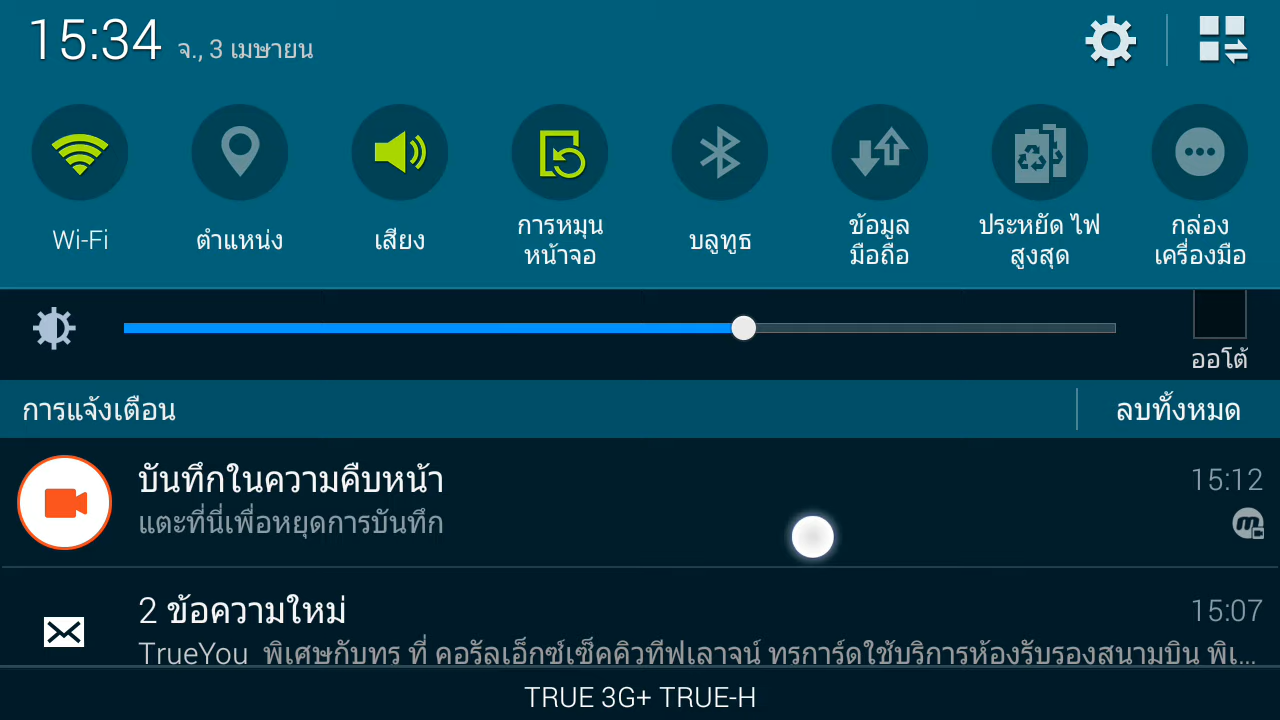 15:34 จ., 3 เมษายน
Wi-Fi
ตำแหน่ง
เสียง
การหมุน
หน้าจอ
บลูทูธ
ข้อมูล
มือถือ
ประหยัด ไฟ
สูงสุด
กล่อง
เครื่องมือ
ออโต้
การแจ้งเตือน
ลบทั้งหมด
บันทึกในความคืบหน้า
15:12
แตะที่นี่เพื่อหยุดการบันทึก
2 ข้อความใหม่
15:07
TrueYou พิเศษกับทร ที่ คอรัลเอ็กซ์เซ็คคิวทีฟเลาจน์ ทรการ์ดใช้บริการห้องรับรองสนามบิน พิเ...
TRUE 3G+ TRUE-H